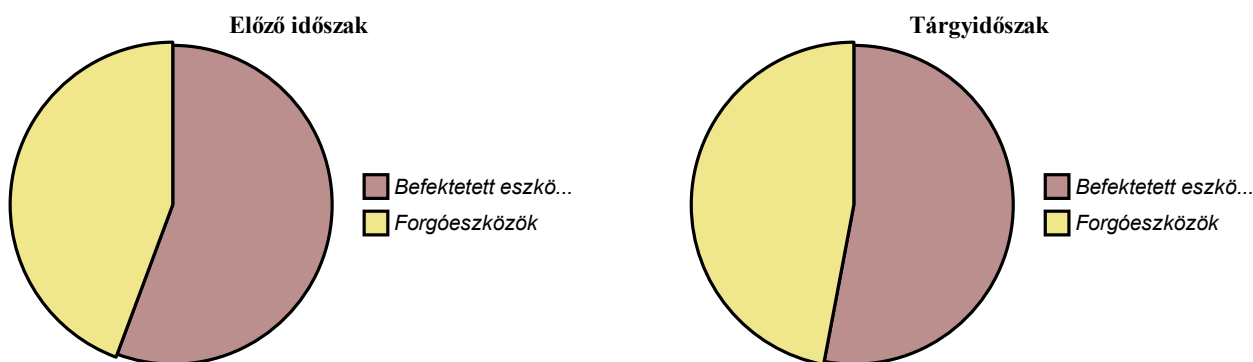 Előző időszak
Befektetett eszkö...
Forgóeszközök
Tárgyidőszak
Befektetett eszkö...
Forgóeszközök